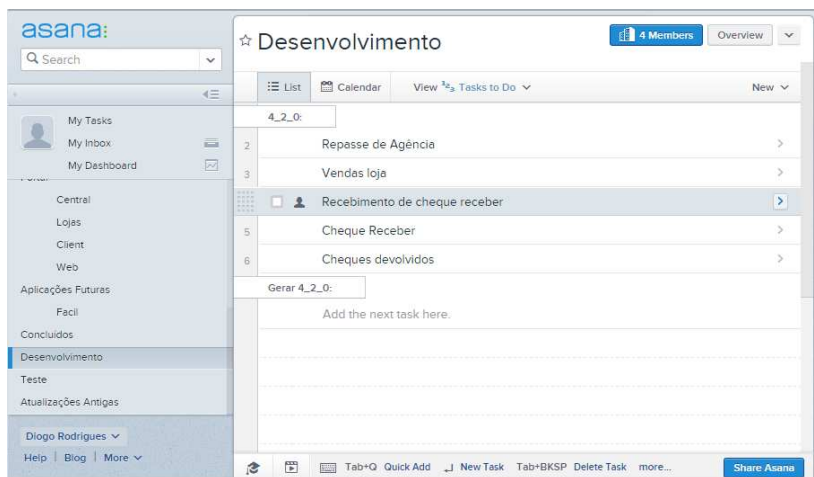 asana:
Search
My Tasks
My Inbox
My Dashboard
Central
Lojas
Client
Web
Aplicações Futuras
Facil
Concluídos
Desenvolvimento
Teste
Atualizações Antigas
Diogo Rodrigues
Help | Blog | More
Desenvolvimento
4 Members
Overview
List
Calendar
View Tasks to Do
New
4_2_0:
2 Repasse de Agência
3 Vendas loja
Recebimento de cheque receber
5 Cheque Receber
6 Cheques devolvidos
Gerar 4_2_0:
Add the next task here.
Tab+Q Quick Add New Task Tab+BKSP Delete Task more...
Share Asana